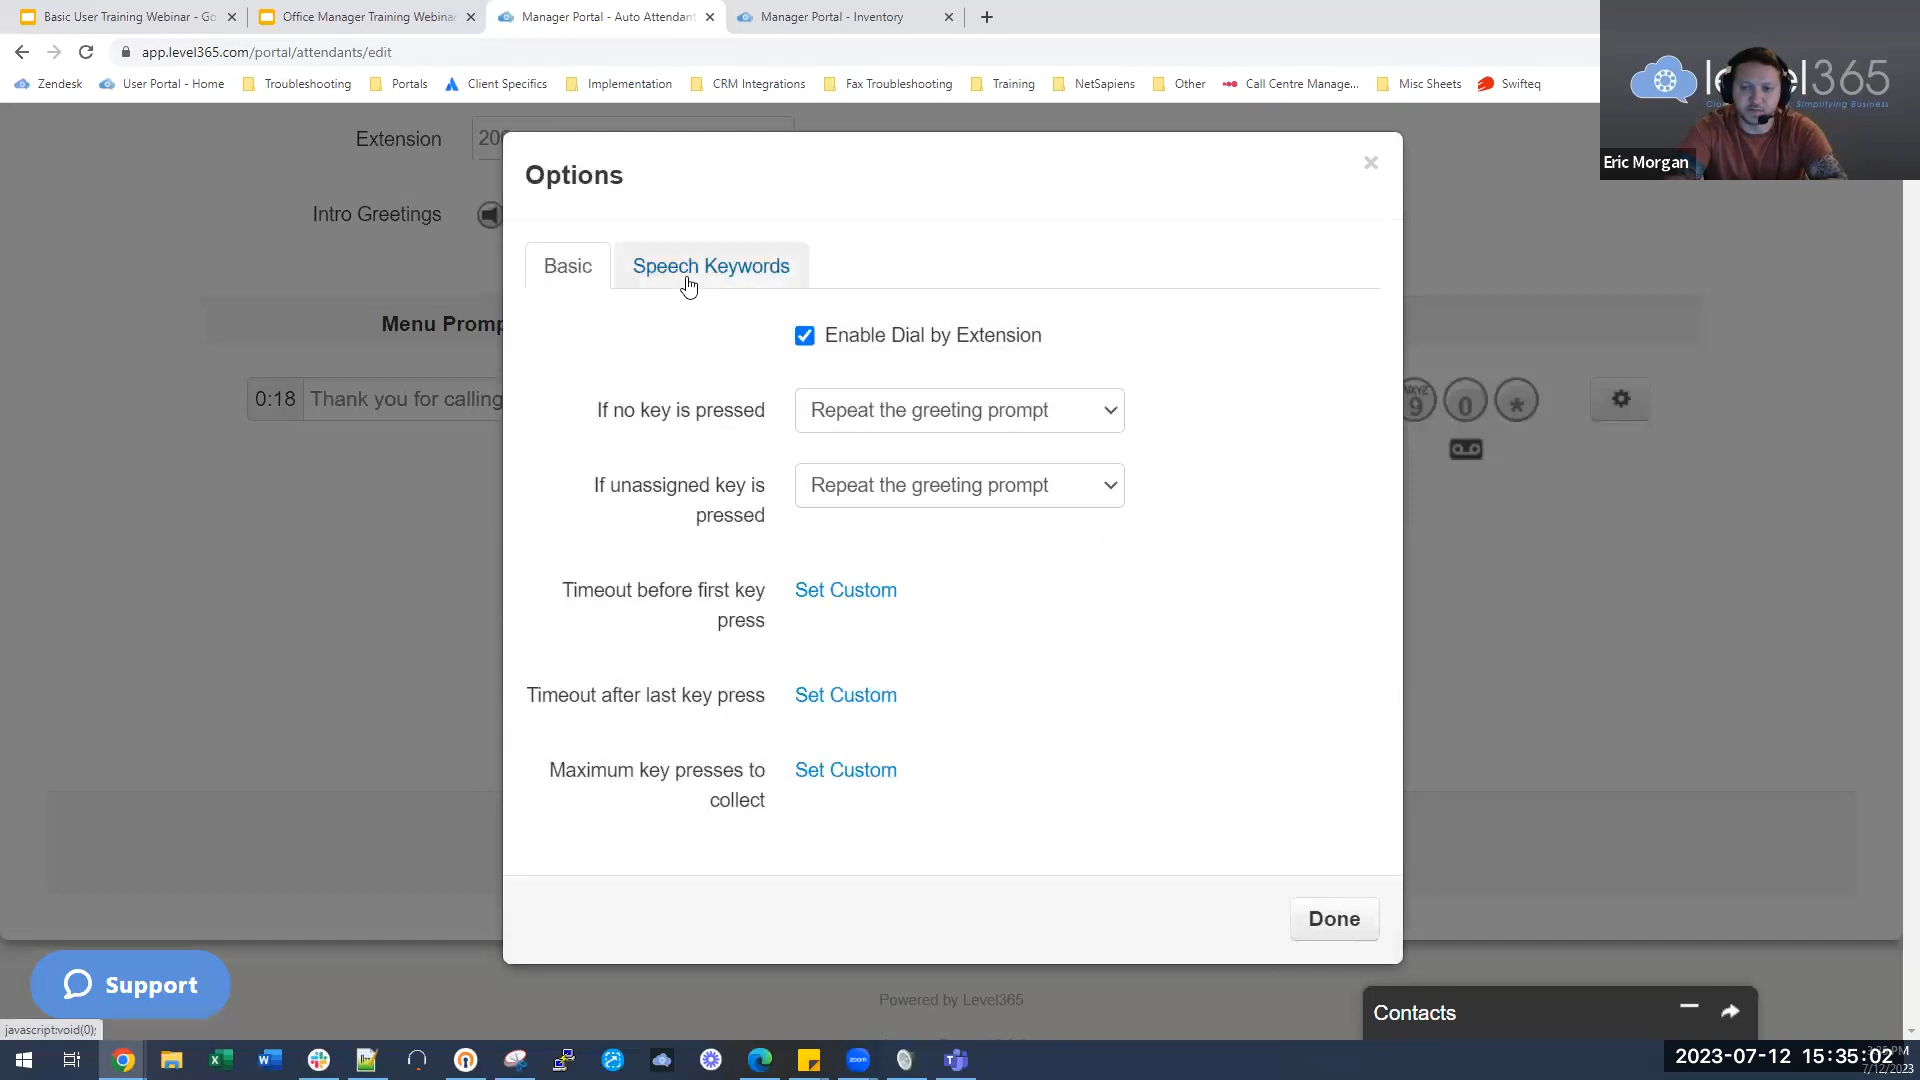 Basic User Training Webinar - Go
Office Manager Training Webinar
Manager Portal - Auto Attendant
Manager Portal - Inventory
app.level365.com/portal/attendants/edit
Zendesk
User Portal - Home
Troubleshooting
Portals
Client Specifics
Implementation
CRM Integrations
Fax Troubleshooting
Training
NetSapiens
Other
Call Centre Manage...
Misc Sheets
Swifteq
Simplifying Business
Eric Morgan
Extension
Intro Greetings
Options
Basic
Speech Keywords
Enable Dial by Extension
Menu Promp
0:18 Thank you for calling
If no key is pressed
Repeat the greeting prompt
9 0 *
If unassigned key is
pressed
Repeat the greeting prompt
Timeout before first key
press
Set Custom
Timeout after last key press
Set Custom
Maximum key presses to
collect
Set Custom
Done
Support
Powered by Level365
Contacts
javascript:void(0);
zoom
2023-07-12 15:35:02
7/12/2023